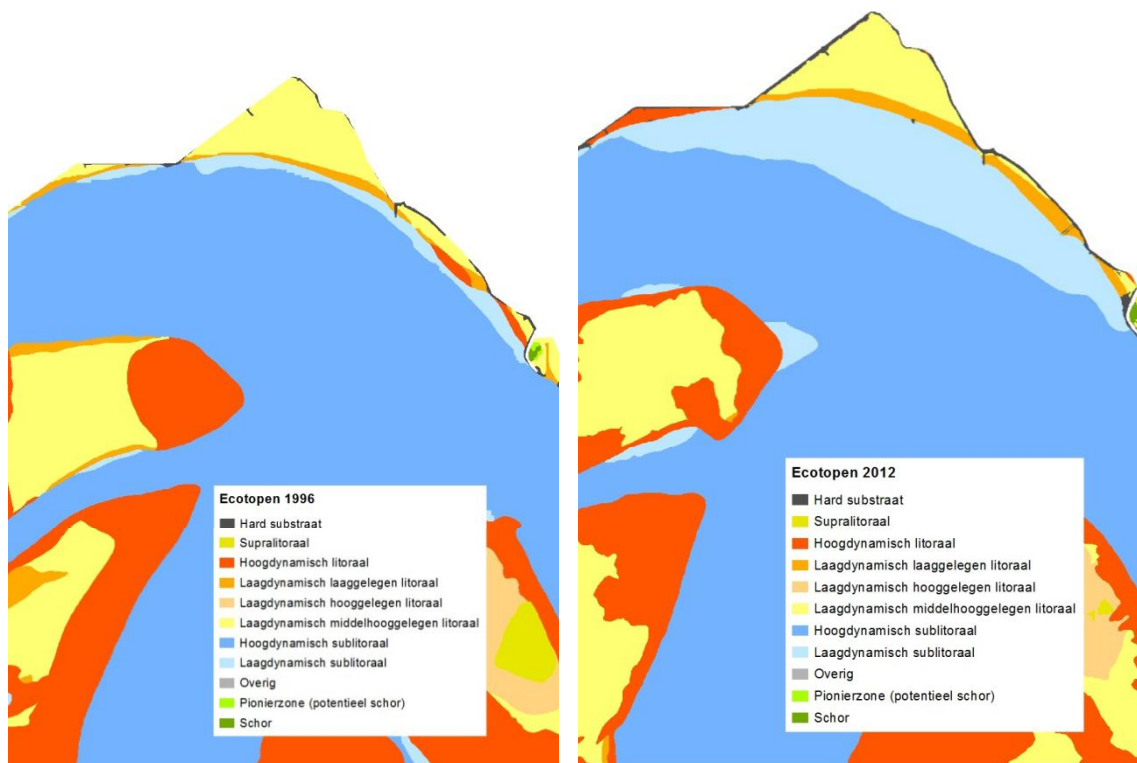 Ecotopen 1996
Hard substraat
Supralitoraal
Hoogdynamisch litoraal
Laagdynamisch laaggelegen litoraal
Laagdynamisch hooggelegen litoraal
Laagdynamisch middelhooggelegen litoraal
Hoogdynamisch sublitoraal
Laagdynamisch sublitoraal
Overig
Pionierzone (potentieel schor)
Schor
Ecotopen 2012
Hard substraat
Supralitoraal
Hoogdynamisch litoraal
Laagdynamisch laaggelegen litoraal
Laagdynamisch hooggelegen litoraal
Laagdynamisch middelhooggelegen litoraal
Hoogdynamisch sublitoraal
Laagdynamisch sublitoraal
Overig
Pionierzone (potentieel schor)
Schor